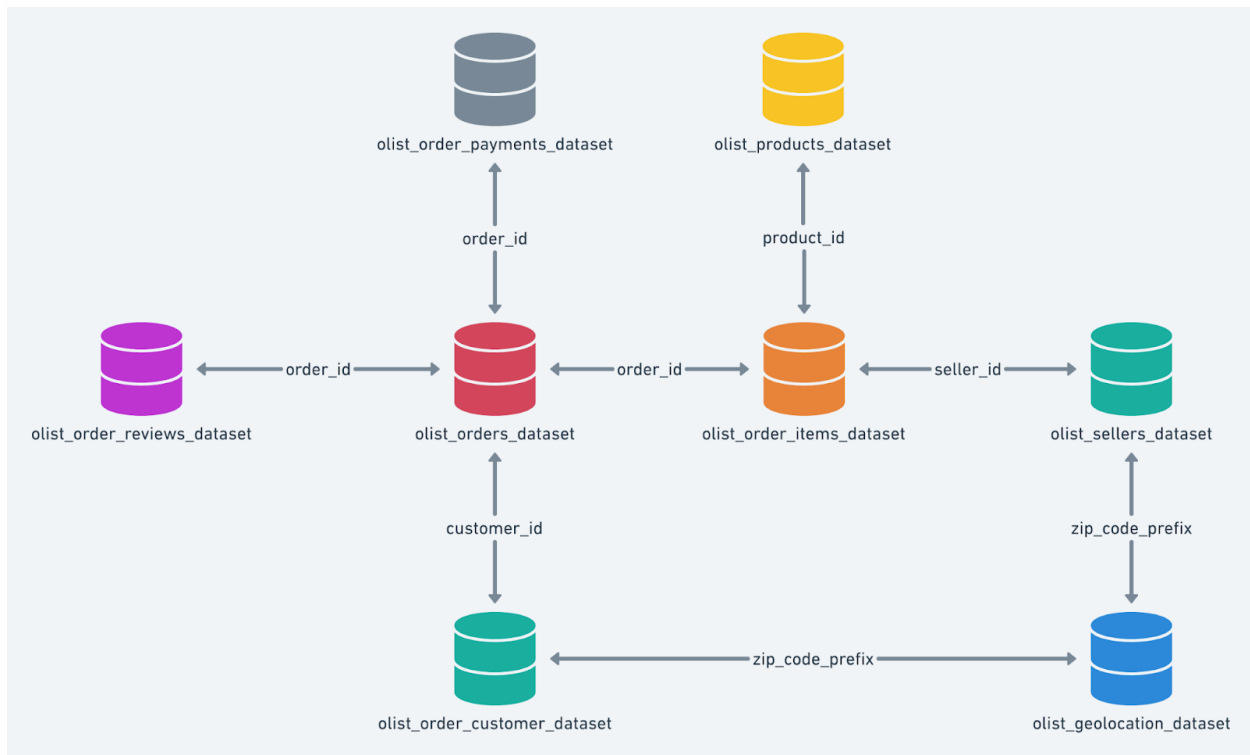 olist_order_payments_dataset
olist_products_dataset
order_id
product_id
order_id
order_id
seller_id
olist_order_reviews_dataset
olist_orders_dataset
olist_order_items_dataset
olist_sellers_dataset
customer_id
zip_code_prefix
zip_code_prefix
olist_order_customer_dataset
olist_geolocation_dataset